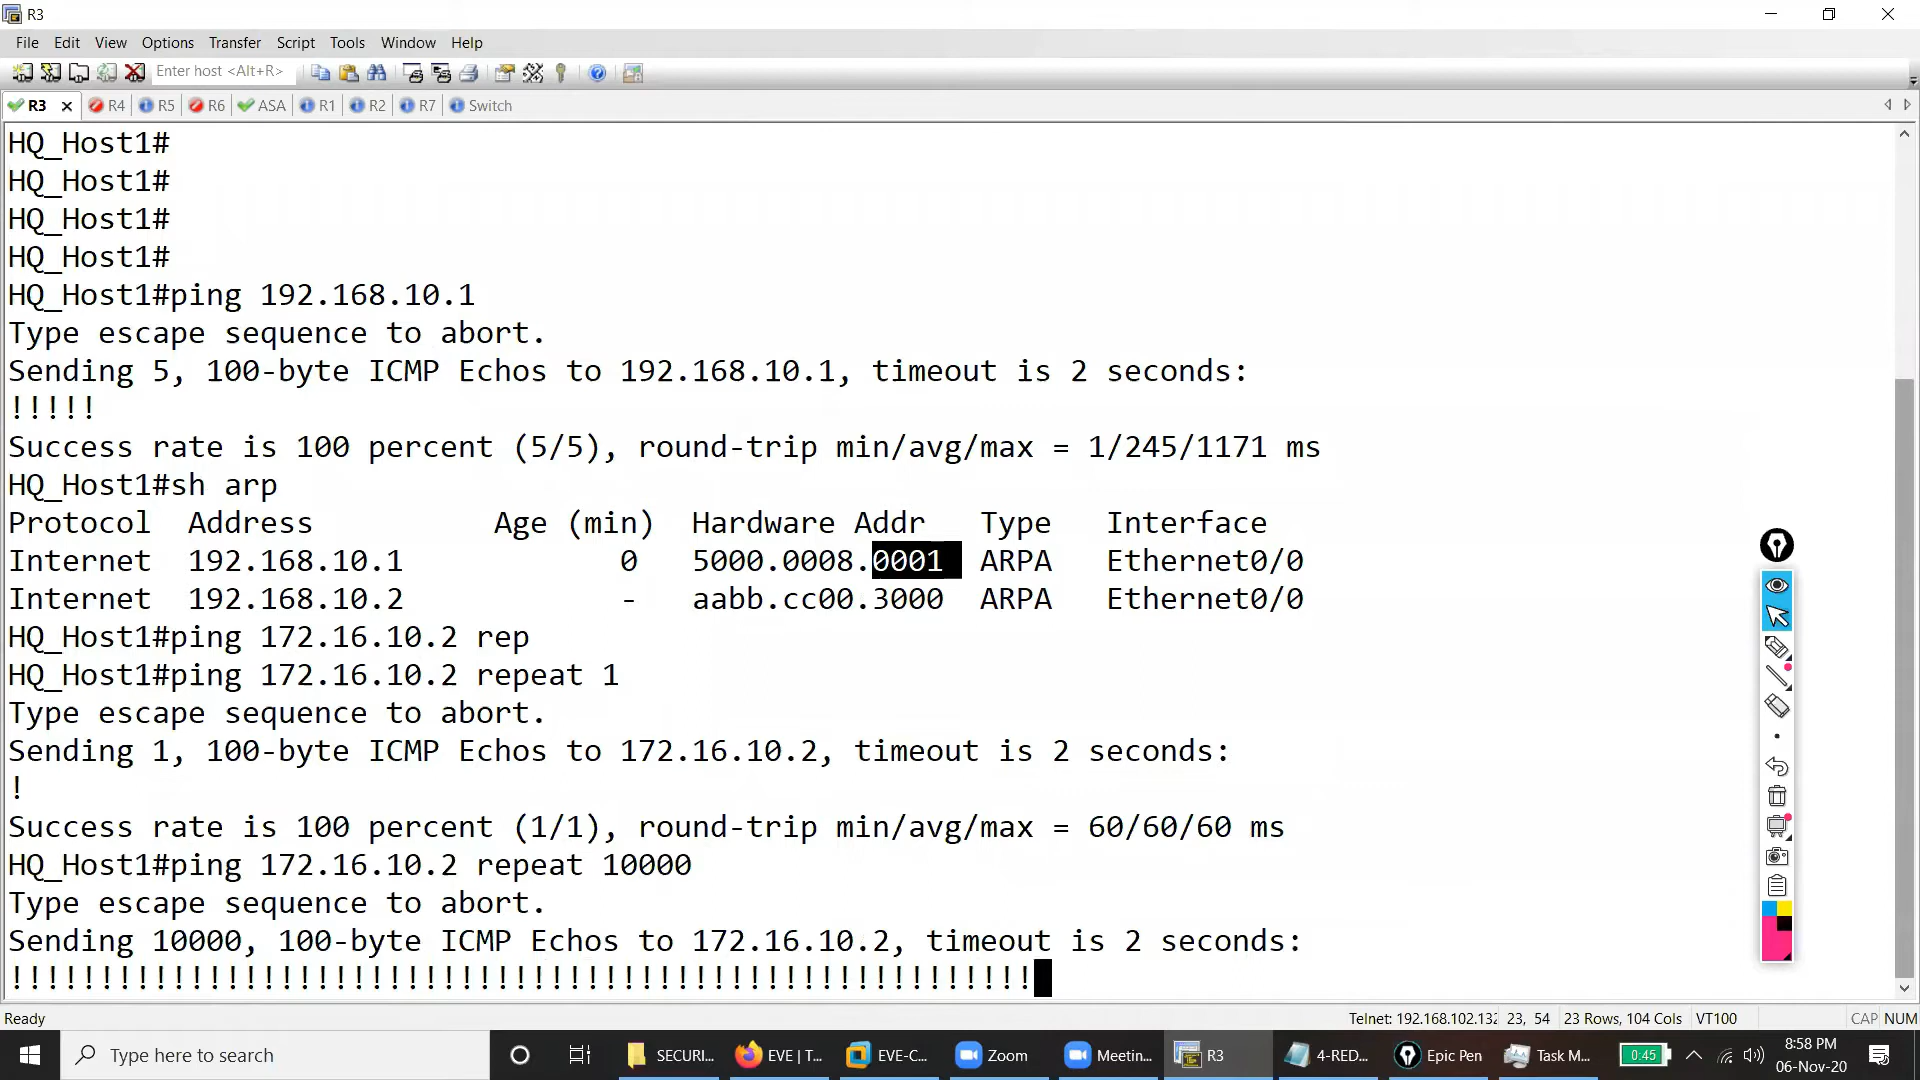 R3
File Edit View Options Transfer Script Tools Window Help
Enter host <Alt+R>
R3 R4 R5 R6 ASA R1 R2 R7 Switch
HQ_Host1#
HQ_Host1#
HQ_Host1#
HQ_Host1#
HQ_Host1#ping 192.168.10.1
Type escape sequence to abort.
Sending 5, 100-byte ICMP Echos to 192.168.10.1, timeout is 2 seconds:
!!!!!
Success rate is 100 percent (5/5), round-trip min/avg/max = 1/245/1171 ms
HQ_Host1#sh arp
Protocol Address Age (min) Hardware Addr Type Interface
Internet 192.168.10.1 0 5000.0008.0001 ARPA Ethernet0/0
Internet 192.168.10.2 - aabb.cc00.3000 ARPA Ethernet0/0
HQ_Host1#ping 172.16.10.2 rep
HQ_Host1#ping 172.16.10.2 repeat 1
Type escape sequence to abort.
Sending 1, 100-byte ICMP Echos to 172.16.10.2, timeout is 2 seconds:
!
Success rate is 100 percent (1/1), round-trip min/avg/max = 60/60/60 ms
HQ_Host1#ping 172.16.10.2 repeat 10000
Type escape sequence to abort.
Sending 10000, 100-byte ICMP Echos to 172.16.10.2, timeout is 2 seconds:
!!!!!!!!!!!!!!!!!!!!!!!!!!!!!!!!!!!!!!!!!!!!!!!!!!!!!!!!!
Ready Telnet: 192.168.102.132 23, 54 23 Rows, 104 Cols VT100 CAP NUM
Type here to search SECURI... EVE | T... EVE-C... Zoom Meetin... R3 4-RED... Epic Pen Task M... 0:45 8:58 PM
06-Nov-20